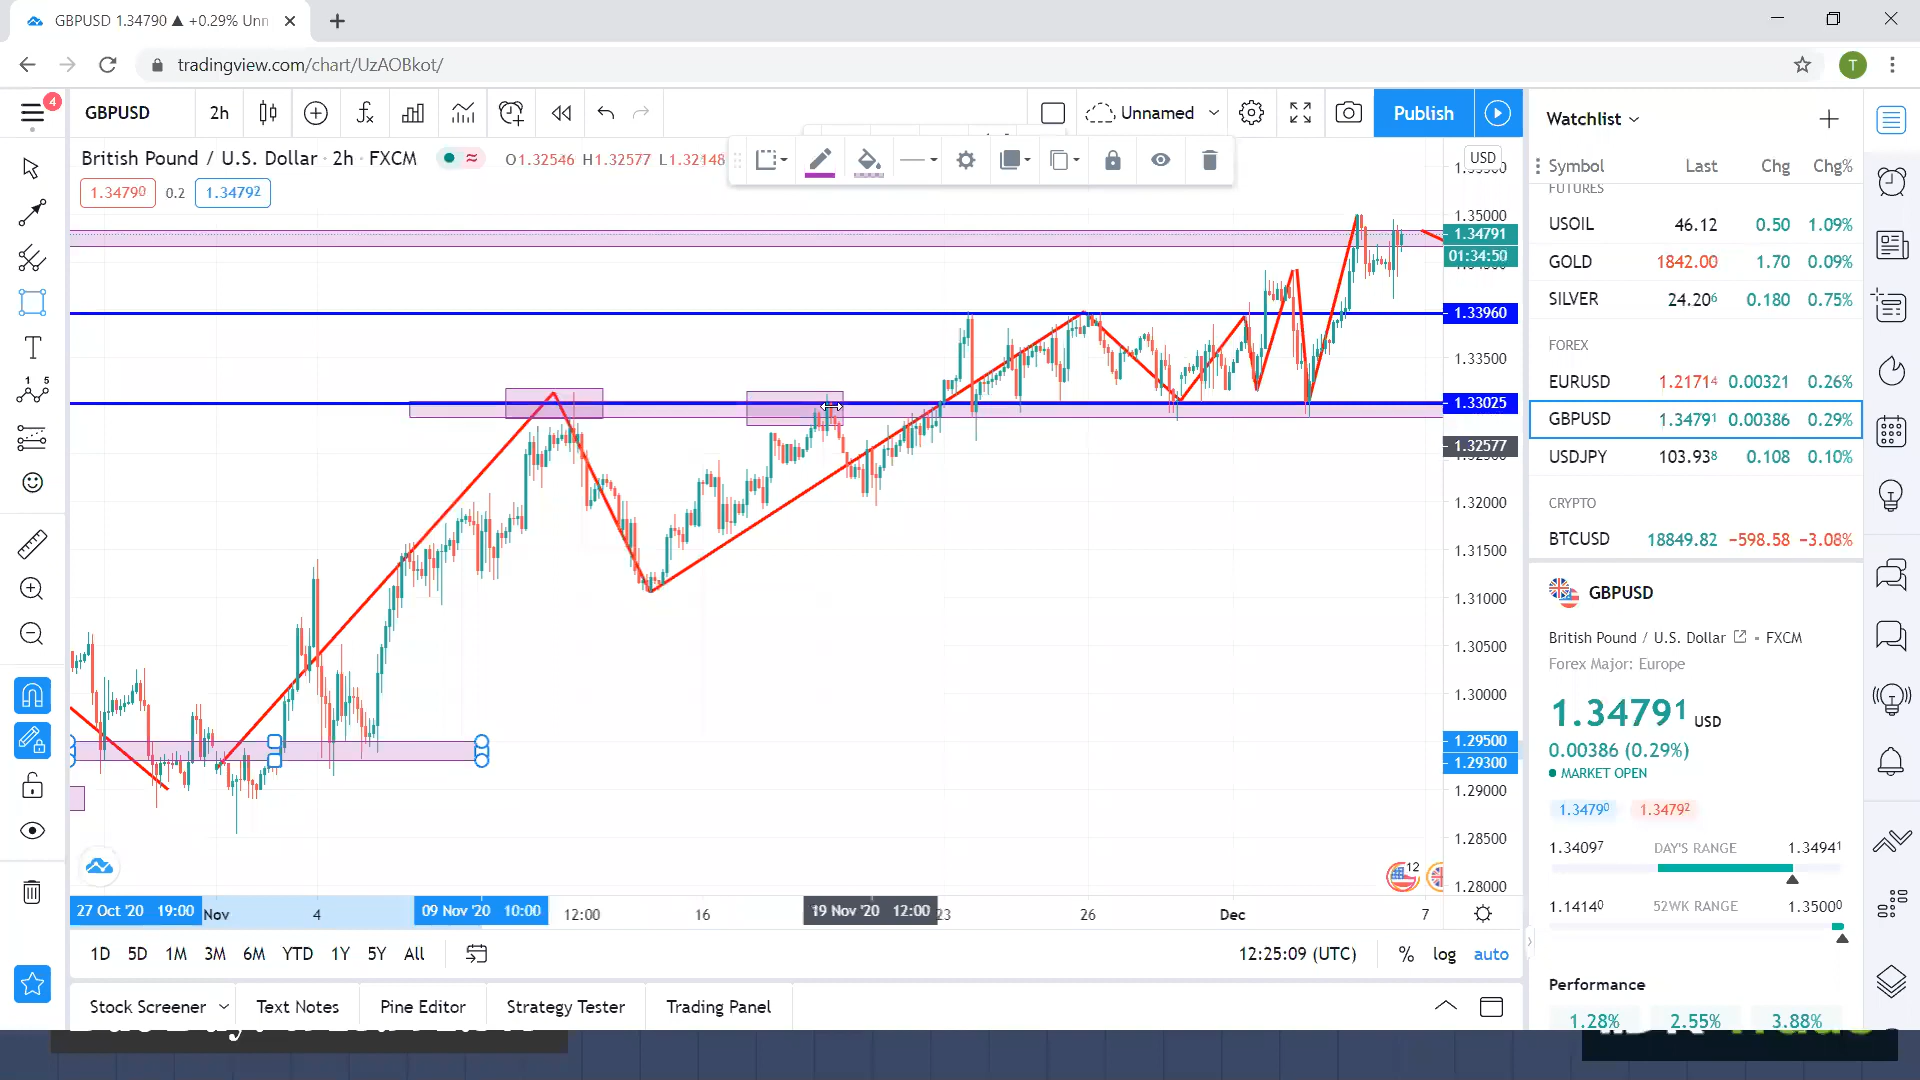 GBPUSD 1.34790 ▲ +0.29% Unn
tradingview.com/chart/UzAOBkot/
4
GBPUSD
2h
Unnamed
Publish
British Pound / U.S. Dollar · 2h · FXCM
O1.32546 H1.32577 L1.32148
1.34790
0.2
1.34792
USD
1.35000
1.34791
01:34:50
1.33960
1.33500
1.33025
1.32577
1.32000
1.31500
1.31000
1.30500
1.30000
1.29500
1.29300
1.29000
1.28500
1.28000
12
27 Oct '20 19:00
Nov
4
09 Nov '20 10:00
12:00
16
19 Nov '20 12:00
23
26
Dec
7
1D 5D 1M 3M 6M YTD 1Y 5Y All
12:25:09 (UTC)
% log auto
Stock Screener
Text Notes
Pine Editor
Strategy Tester
Trading Panel
Watchlist
Symbol Last Chg Chg%
FUTURES
USOIL 46.12 0.50 1.09%
GOLD 1842.00 1.70 0.09%
SILVER 24.206 0.180 0.75%
FOREX
EURUSD 1.21714 0.00321 0.26%
GBPUSD 1.34791 0.00386 0.29%
USDJPY 103.938 0.108 0.10%
CRYPTO
BTCUSD 18849.82 −598.58 −3.08%
GBPUSD
British Pound / U.S. Dollar • FXCM
Forex Major: Europe
1.34791 USD
0.00386 (0.29%)
MARKET OPEN
1.34790
1.34792
1.34097 DAY'S RANGE 1.34941
1.14140 52WK RANGE 1.35000
Performance
1.28% 2.55% 3.88%
T
1 5